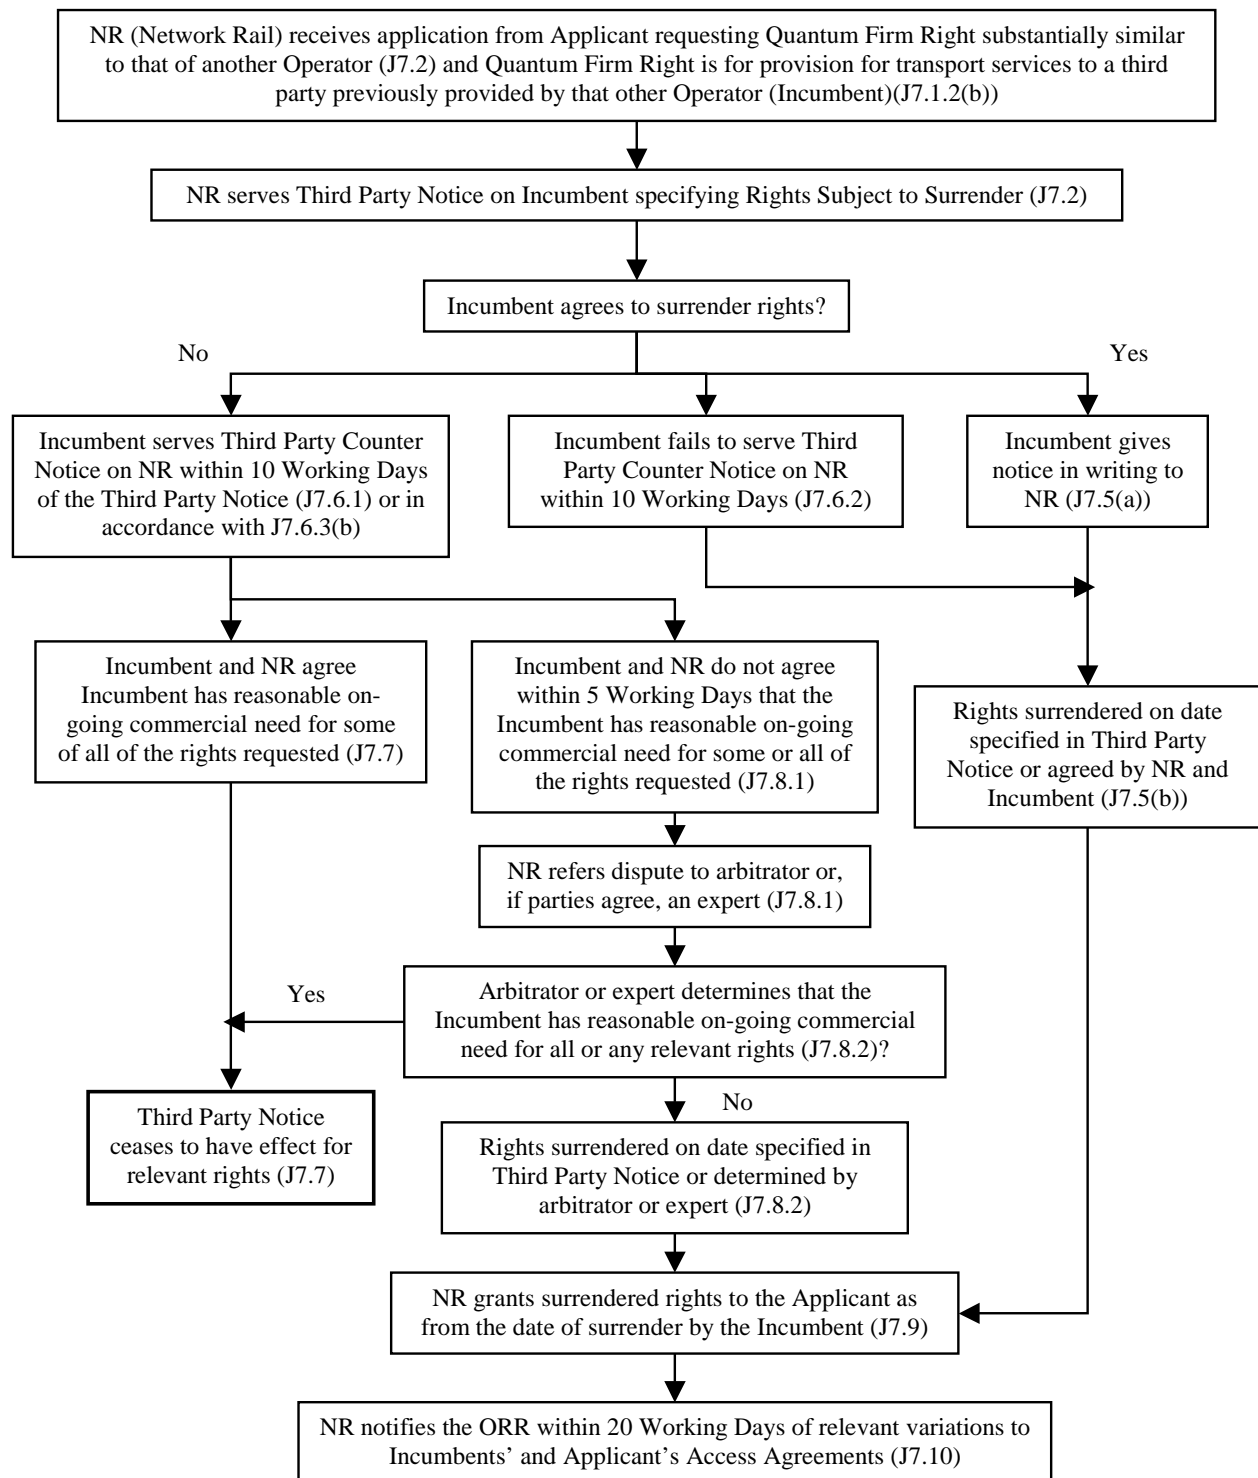 NR (Network Rail) receives application from Applicant requesting Quantum Firm Right substantially similar
to that of another Operator (J7.2) and Quantum Firm Right is for provision for transport services to a third
party previously provided by that other Operator (Incumbent)(J7.1.2(b))
NR serves Third Party Notice on Incumbent specifying Rights Subject to Surrender (J7.2)
Incumbent agrees to surrender rights?
No
Yes
Incumbent serves Third Party Counter
Notice on NR within 10 Working Days
of the Third Party Notice (J7.6.1) or in
accordance with J7.6.3(b)
Incumbent fails to serve Third
Party Counter Notice on NR
within 10 Working Days (J7.6.2)
Incumbent gives
notice in writing to
NR (J7.5(a))
Incumbent and NR agree
Incumbent has reasonable on-
going commercial need for some
of all of the rights requested (J7.7)
Incumbent and NR do not agree
within 5 Working Days that the
Incumbent has reasonable on-going
commercial need for some or all of
the rights requested (J7.8.1)
Rights surrendered on date
specified in Third Party
Notice or agreed by NR and
Incumbent (J7.5(b))
NR refers dispute to arbitrator or,
if parties agree, an expert (J7.8.1)
Yes
Arbitrator or expert determines that the
Incumbent has reasonable on-going commercial
need for all or any relevant rights (J7.8.2)?
No
Third Party Notice
ceases to have effect for
relevant rights (J7.7)
Rights surrendered on date specified in
Third Party Notice or determined by
arbitrator or expert (J7.8.2)
NR grants surrendered rights to the Applicant as
from the date of surrender by the Incumbent (J7.9)
NR notifies the ORR within 20 Working Days of relevant variations to
Incumbents’ and Applicant’s Access Agreements (J7.10)